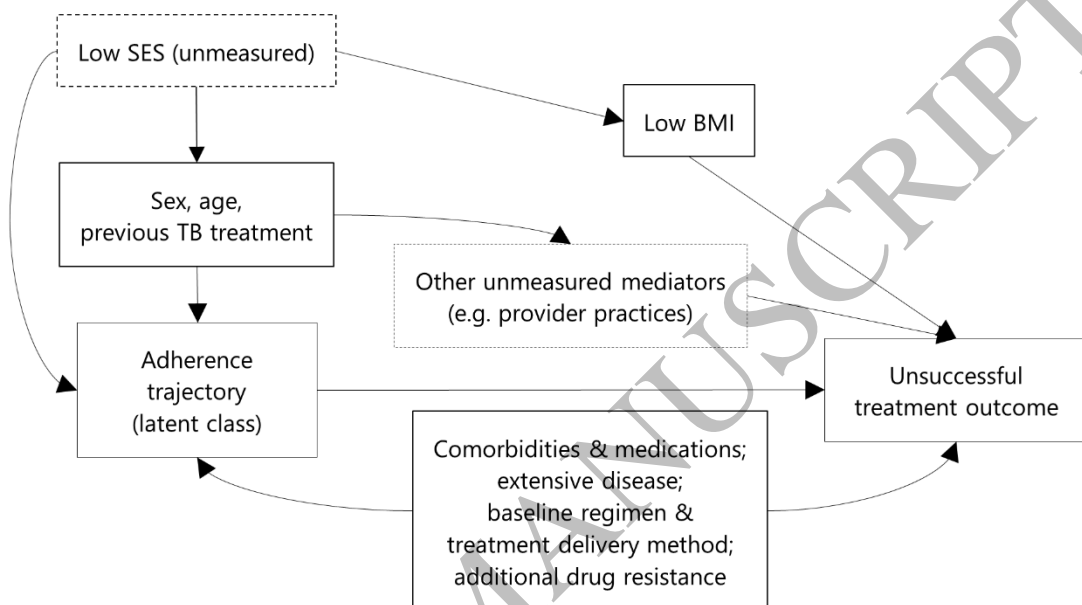 Low SES (unmeasured)
Low BMI
Sex, age,
previous TB treatment
Other unmeasured mediators
(e.g. provider practices)
Adherence
trajectory
(latent class)
Unsuccessful
treatment outcome
Comorbidities & medications;
extensive disease;
baseline regimen &
treatment delivery method;
additional drug resistance
MANUSCRIPT